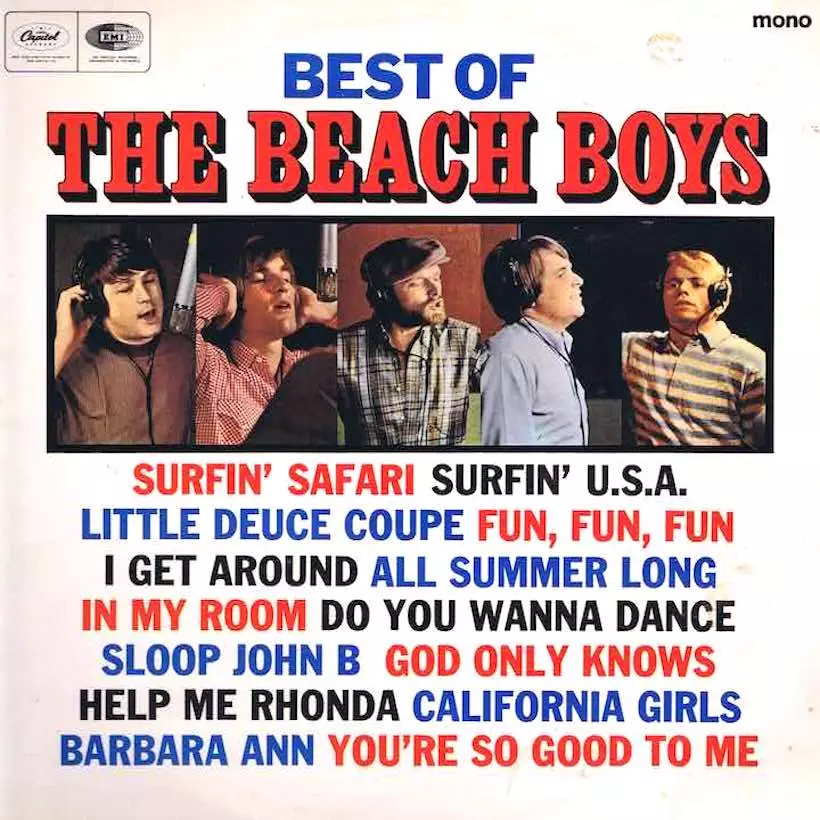 Capitol
EMI
mono
BEST OF
THE BEACH BOYS
SURFIN' SAFARI SURFIN' U.S.A.
LITTLE DEUCE COUPE FUN, FUN, FUN
I GET AROUND ALL SUMMER LONG
IN MY ROOM DO YOU WANNA DANCE
SLOOP JOHN B GOD ONLY KNOWS
HELP ME RHONDA CALIFORNIA GIRLS
BARBARA ANN YOU'RE SO GOOD TO ME